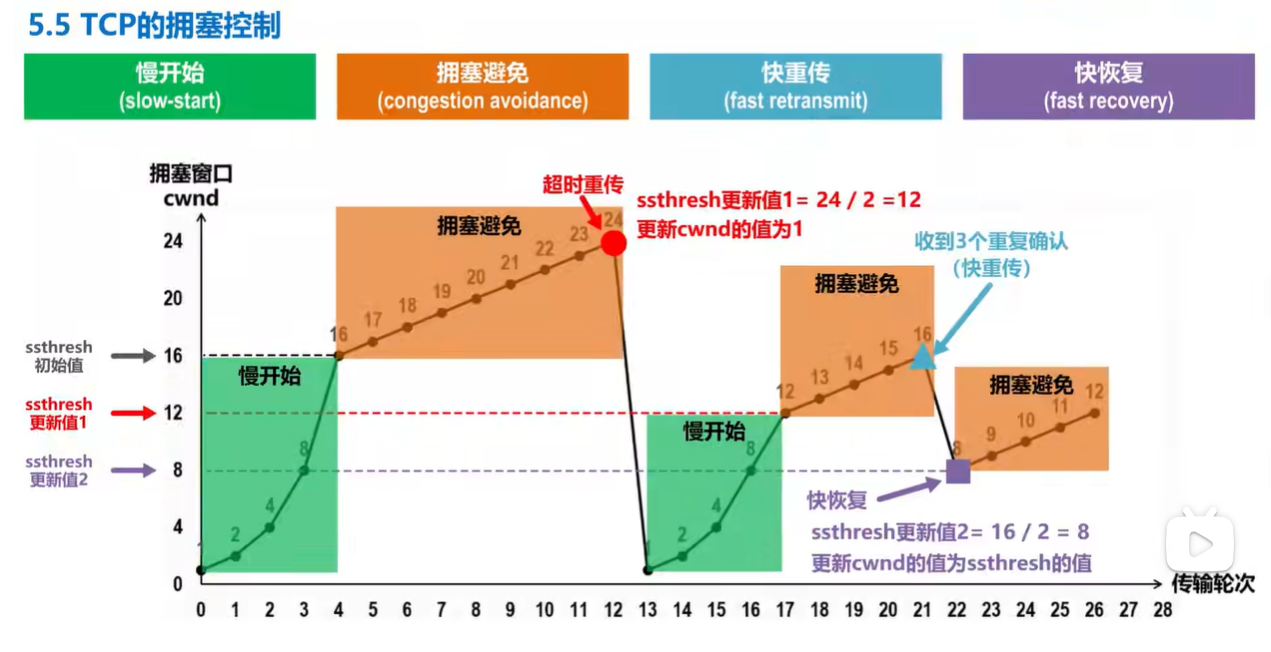 5.5 TCP的拥塞控制
慢开始
(slow-start)
拥塞避免
(congestion avoidance)
快重传
(fast retransmit)
快恢复
(fast recovery)
拥塞窗口
cwnd
24
20
16
12
8
4
0
ssthresh
初始值
ssthresh
更新值1
ssthresh
更新值2
慢开始
2
4
8
拥塞避免
16
17
18
19
20
21
22
23
24
超时重传
ssthresh更新值1= 24 / 2 =12
更新cwnd的值为1
慢开始
1
2
4
8
拥塞避免
12
13
14
15
16
收到3个重复确认
(快重传)
拥塞避免
8
9
10
11
12
快恢复
ssthresh更新值2= 16 / 2 = 8
更新cwnd的值为ssthresh的值
0 1 2 3 4 5 6 7 8 9 10 11 12 13 14 15 16 17 18 19 20 21 22 23 24 25 26 27 28
传输轮次